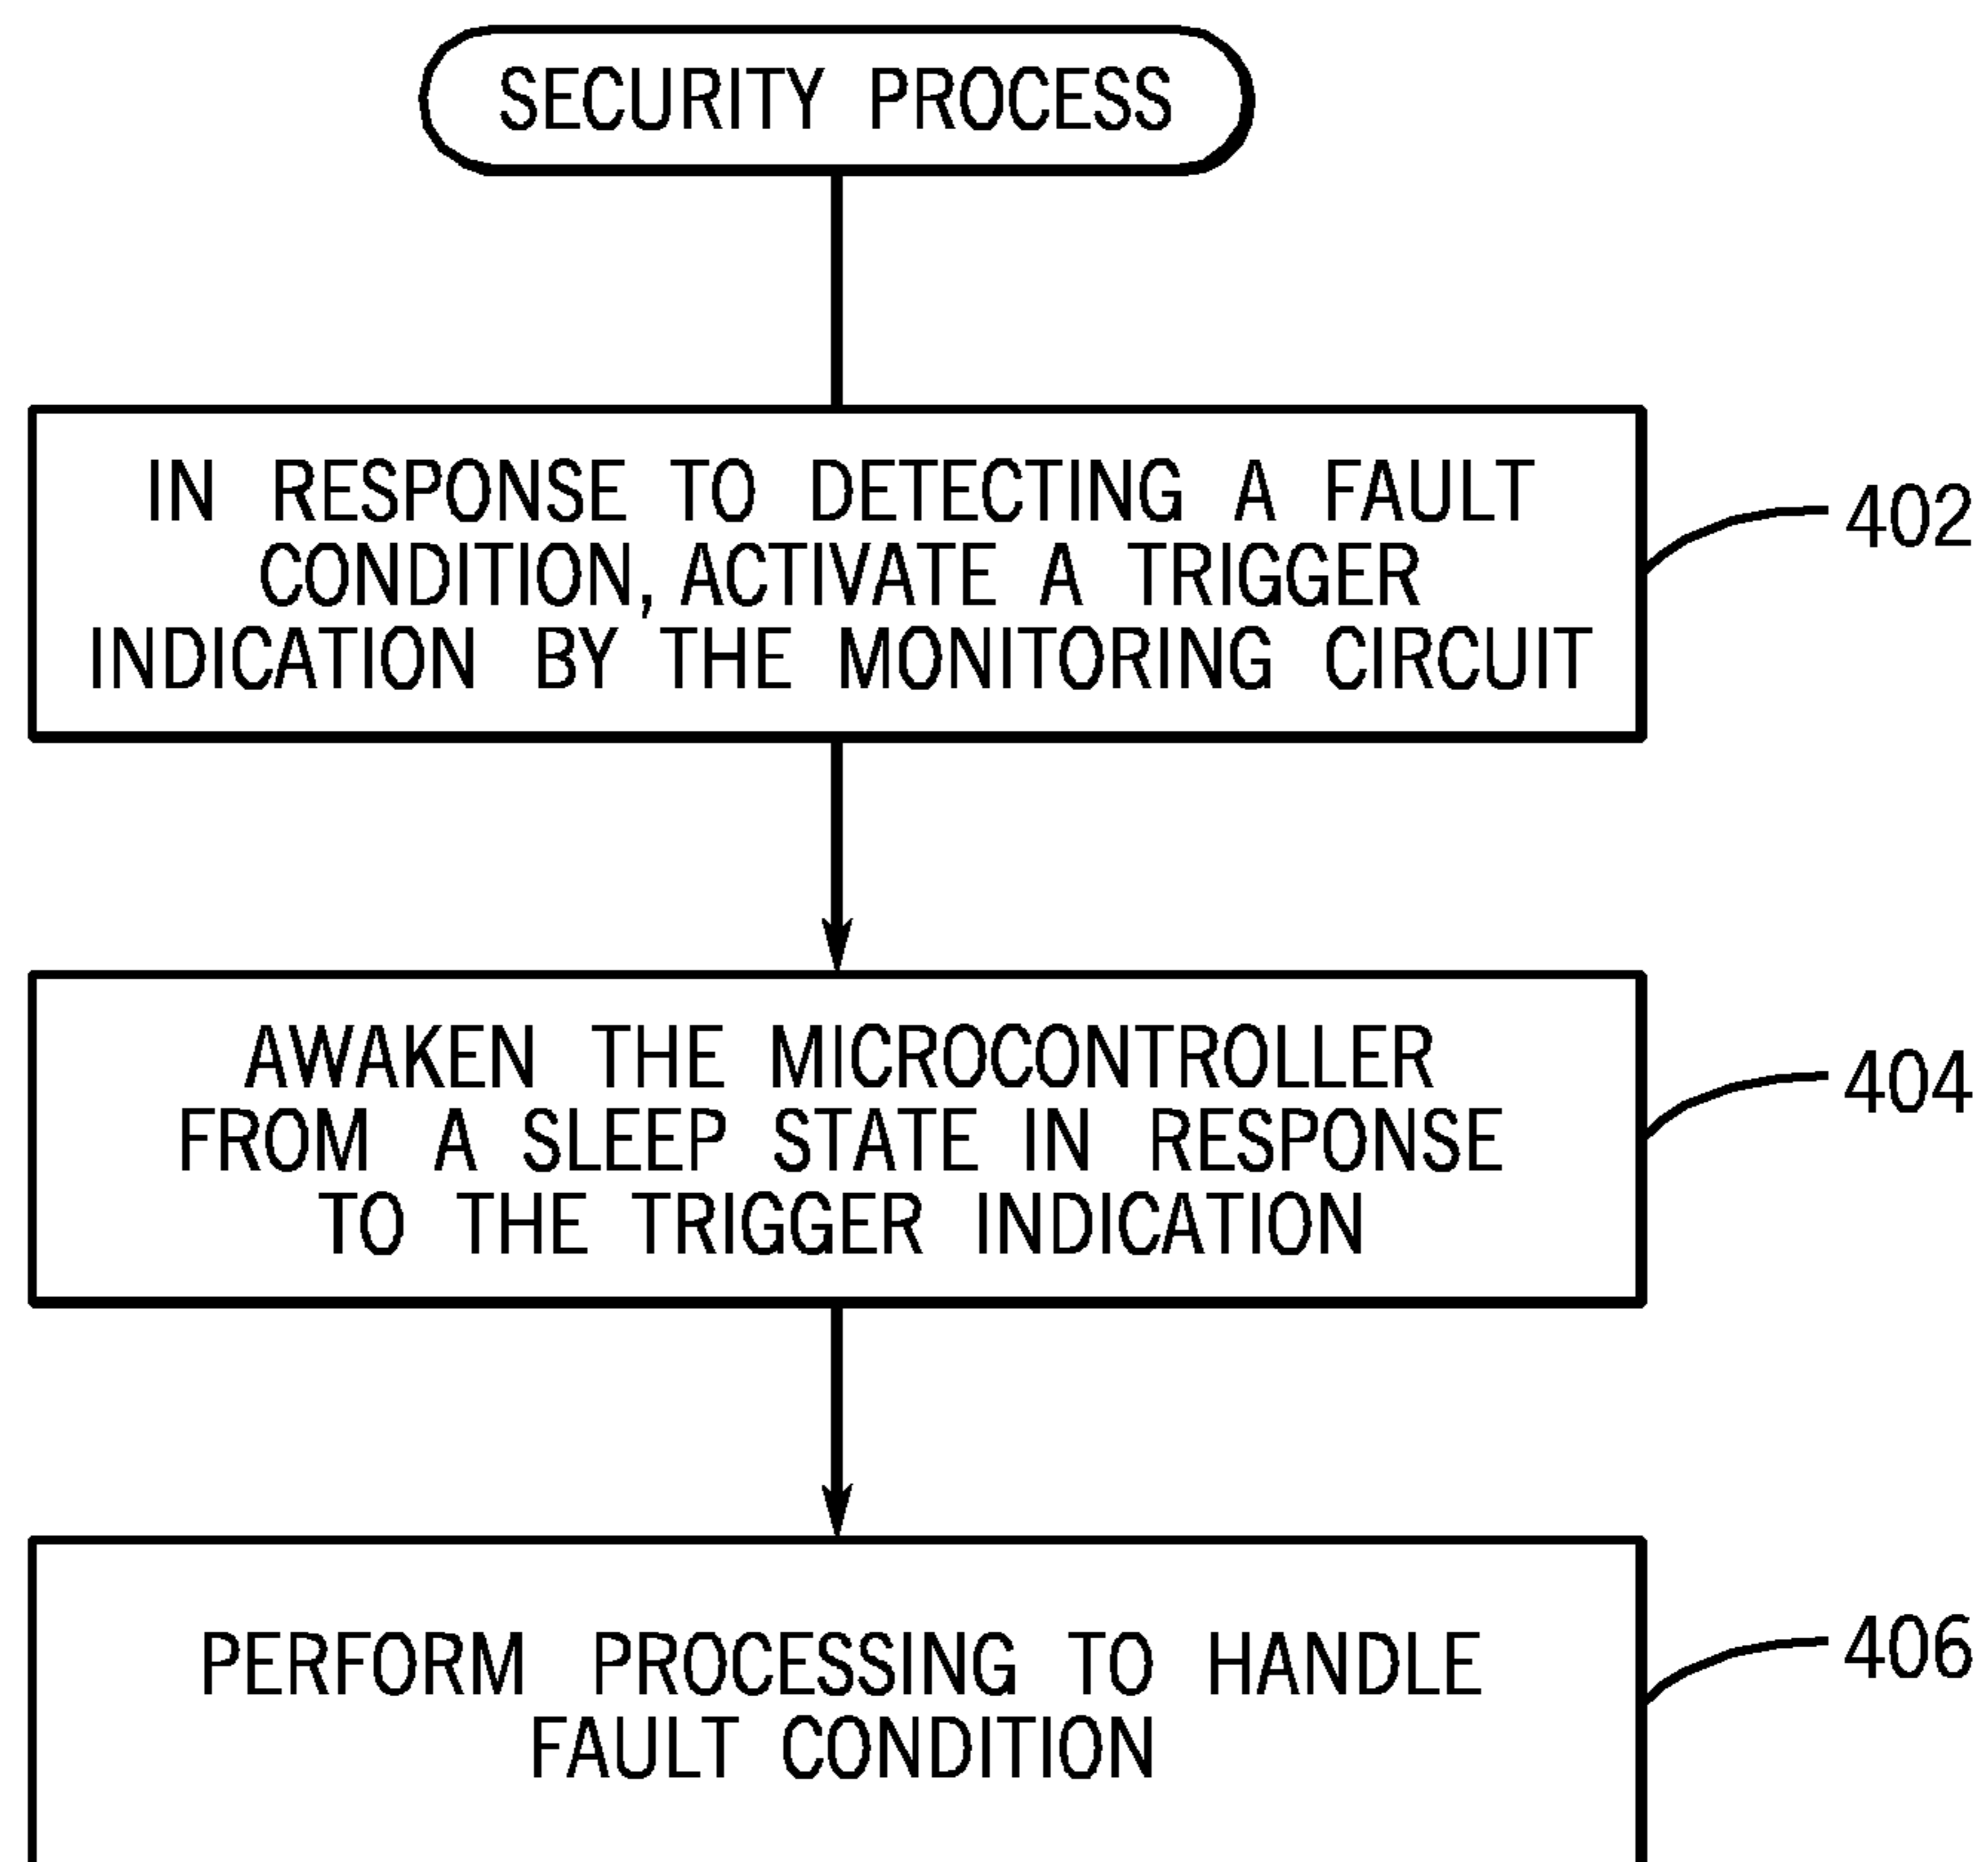 SECURITY PROCESS
IN RESPONSE TO DETECTING A FAULT
CONDITION, ACTIVATE A TRIGGER
INDICATION BY THE MONITORING CIRCUIT
402
AWAKEN THE MICROCONTROLLER
FROM A SLEEP STATE IN RESPONSE
TO THE TRIGGER INDICATION
404
PERFORM PROCESSING TO HANDLE
FAULT CONDITION
406